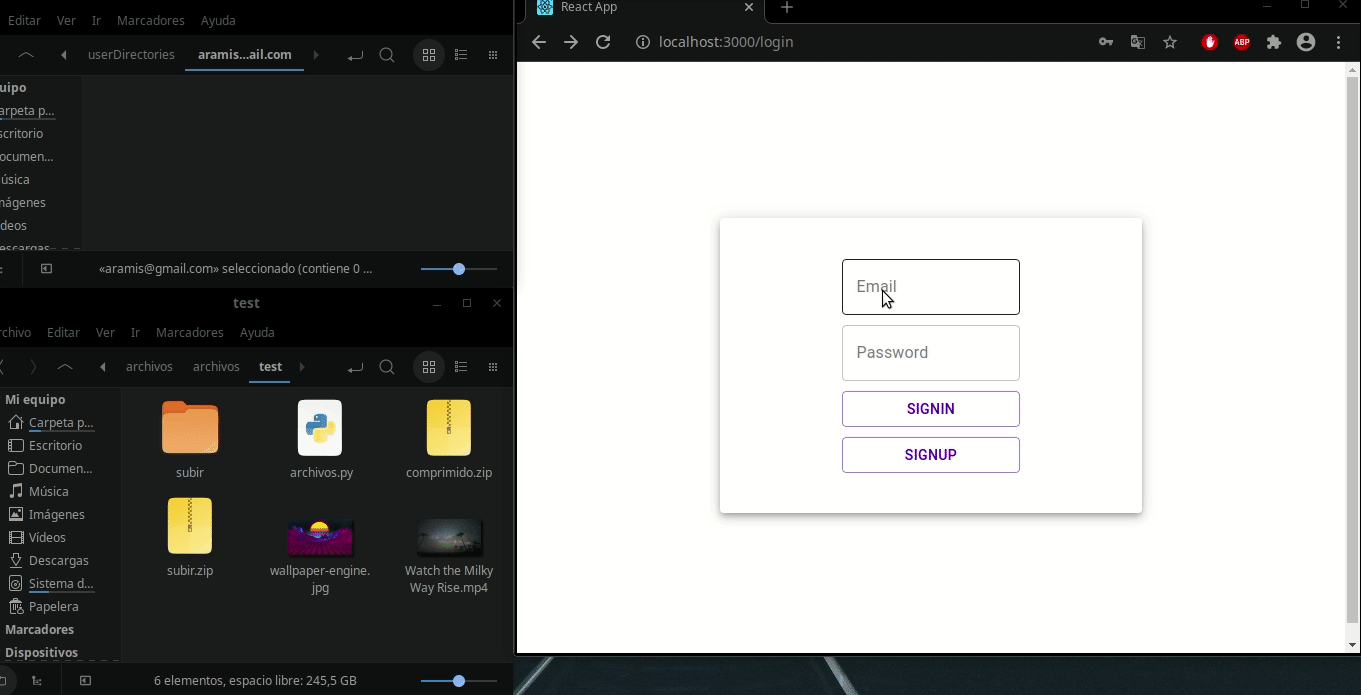 Editar Ver Ir Marcadores Ayuda
userDirectories aramis...ail.com
uipo
arpeta p...
scritorio
ocumen...
úsica
mágenes
deos
escargas
«aramis@gmail.com» seleccionado (contiene 0 ...
test
rchivo Editar Ver Ir Marcadores Ayuda
archivos archivos test
Mi equipo
Carpeta p...
Escritorio
Documen...
Música
Imágenes
Vídeos
Descargas
Sistema d...
Papelera
Marcadores
Dispositivos
subir
archivos.py
comprimido.zip
subir.zip
wallpaper-engine.
jpg
Watch the Milky
Way Rise.mp4
6 elementos, espacio libre: 245,5 GB
React App
localhost:3000/login
ABP
Email
Password
SIGNIN
SIGNUP